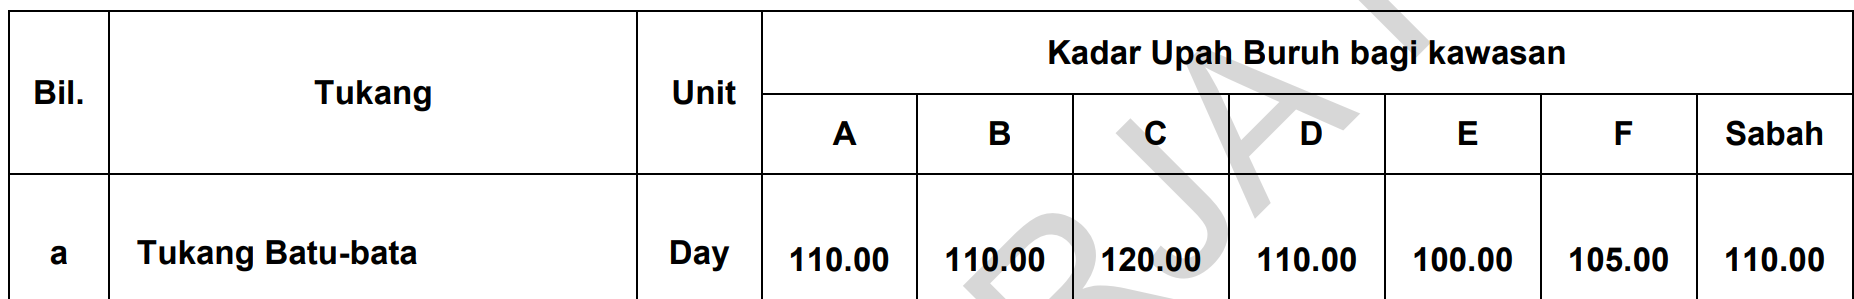 Bil. Tukang Unit Kadar Upah Buruh bagi kawasan
A B C D E F Sabah
a Tukang Batu-bata Day 110.00 110.00 120.00 110.00 100.00 105.00 110.00
RJA